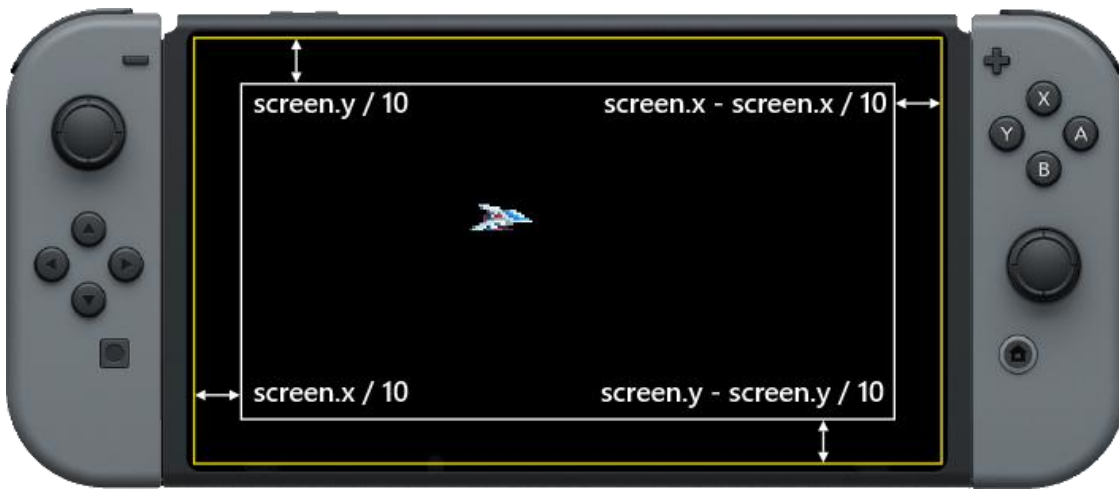 screen.y / 10
screen.x - screen.x / 10
X
Y
A
B
screen.x / 10
screen.y - screen.y / 10